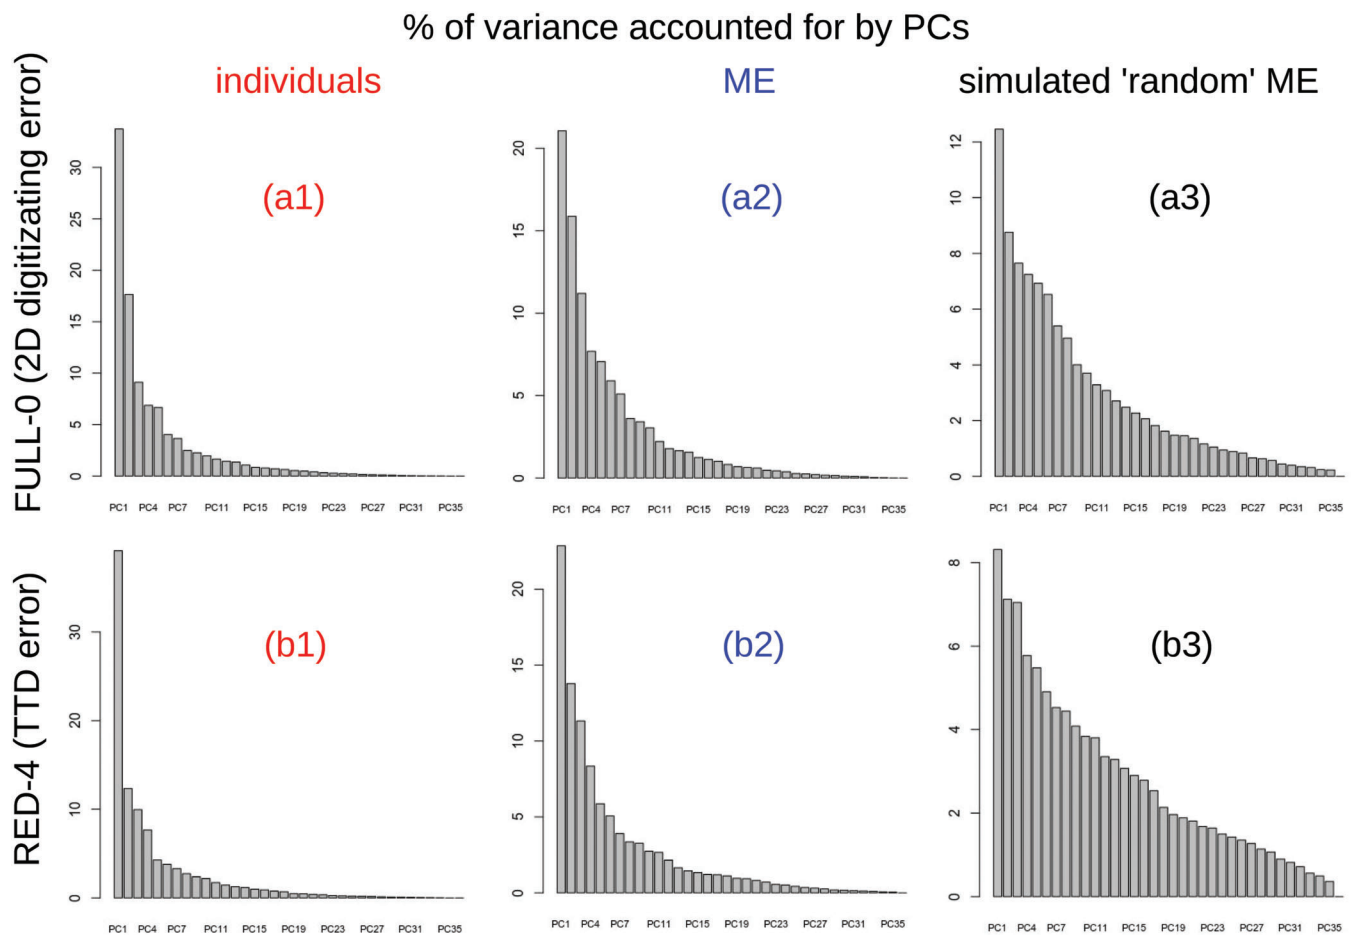 % of variance accounted for by PCs
individuals
ME
simulated 'random' ME
FULL-0 (2D digitizating error)
(a1)
30
25
20
15
10
5
0
PC1 PC4 PC7 PC11 PC15 PC19 PC23 PC27 PC31 PC35
(a2)
20
15
10
5
0
PC1 PC4 PC7 PC11 PC15 PC19 PC23 PC27 PC31 PC35
(a3)
12
10
8
6
4
2
0
PC1 PC4 PC7 PC11 PC15 PC19 PC23 PC27 PC31 PC35
RED-4 (TTD error)
(b1)
30
20
10
0
PC1 PC4 PC7 PC11 PC15 PC19 PC23 PC27 PC31 PC35
(b2)
20
15
10
5
0
PC1 PC4 PC7 PC11 PC15 PC19 PC23 PC27 PC31 PC35
(b3)
8
6
4
2
0
PC1 PC4 PC7 PC11 PC15 PC19 PC23 PC27 PC31 PC35